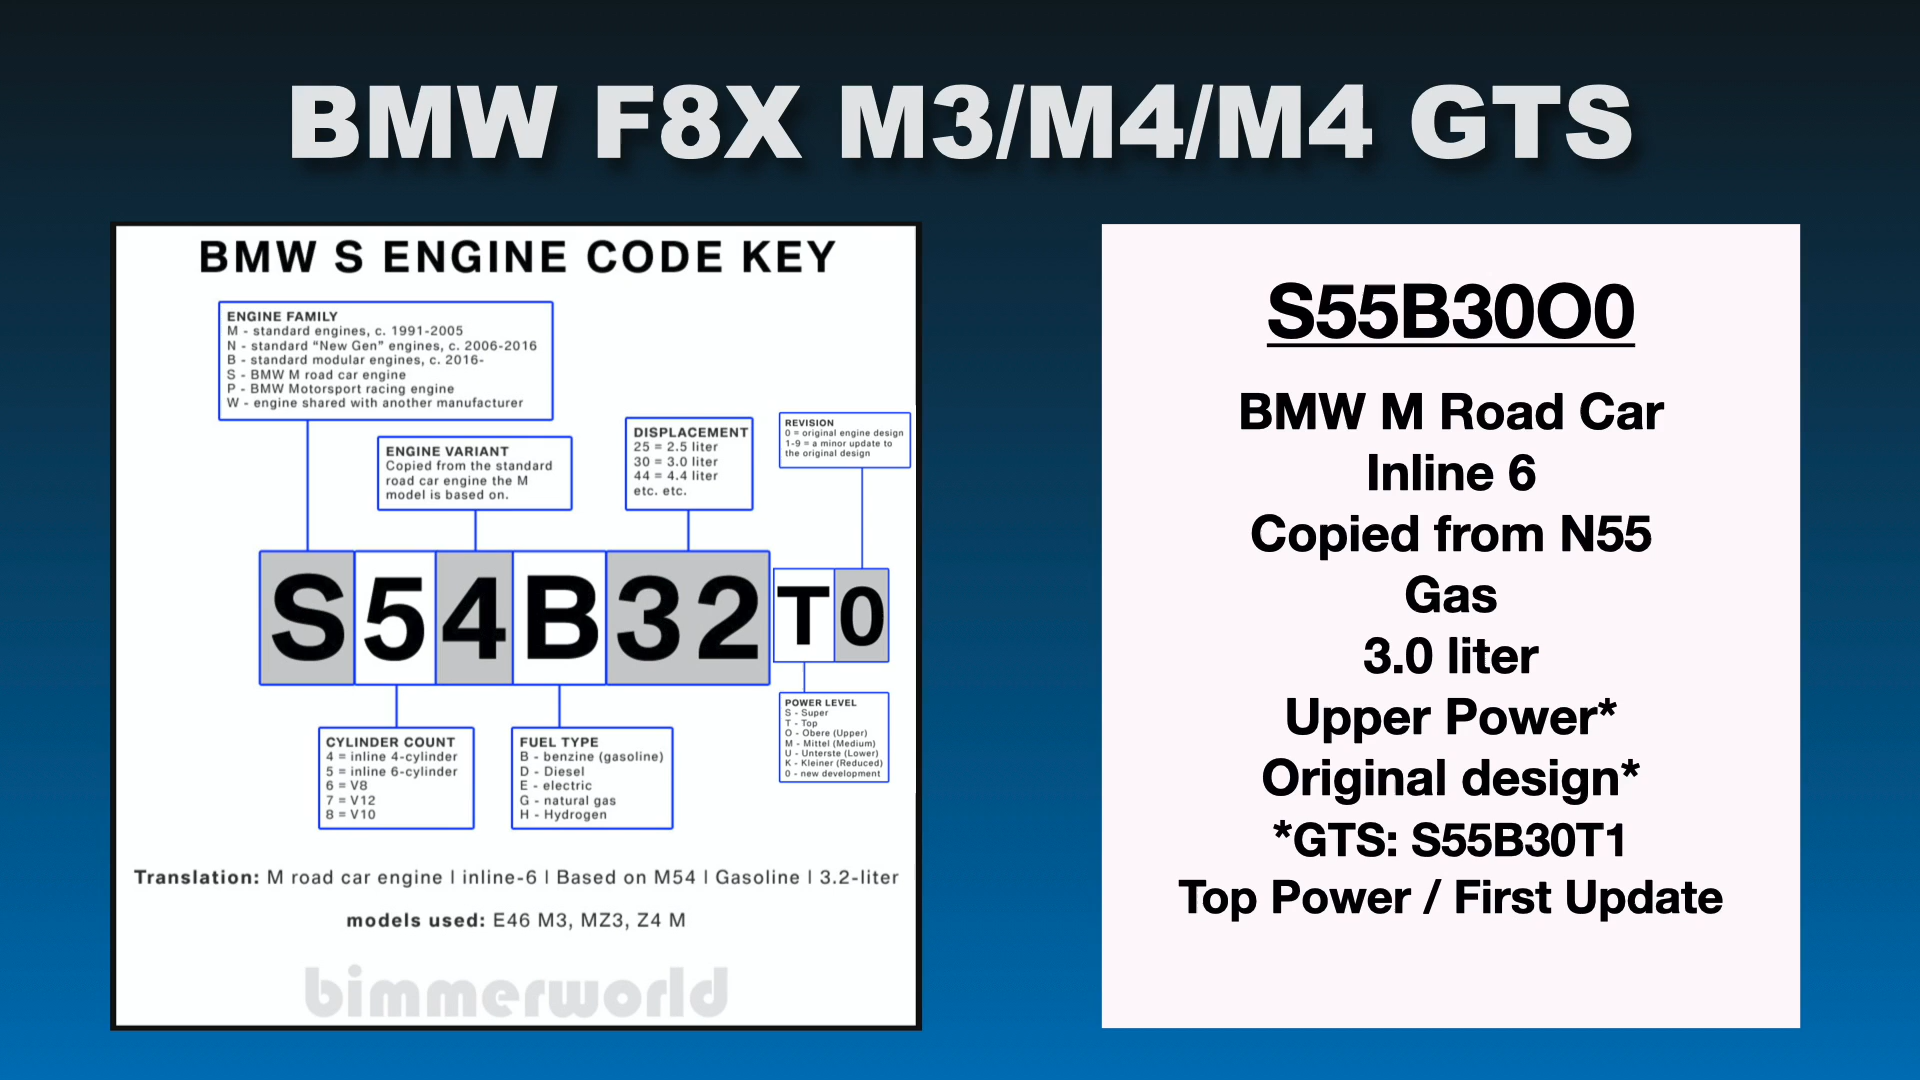 BMW F8X M3/M4/M4 GTS
BMW S ENGINE CODE KEY
ENGINE FAMILY
M - standard engines, c. 1991-2005
N - standard “New Gen” engines, c. 2006-2016
B - standard modular engines, c. 2016-
S - BMW M road car engine
P - BMW Motorsport racing engine
W - engine shared with another manufacturer
ENGINE VARIANT
Copied from the standard
road car engine the M
model is based on.
DISPLACEMENT
25 = 2.5 liter
30 = 3.0 liter
44 = 4.4 liter
etc. etc.
REVISION
0 = original engine design
1-9 = a minor update to
the original design
S54B32T0
CYLINDER COUNT
4 = inline 4-cylinder
5 = inline 6-cylinder
6 = V8
7 = V12
8 = V10
FUEL TYPE
B - benzine (gasoline)
D - Diesel
E - electric
G - natural gas
H - Hydrogen
POWER LEVEL
S - Super
T - Top
O - Obere (Upper)
M - Mittel (Medium)
U - Unterste (Lower)
K - Kleiner (Reduced)
0 - new development
Translation: M road car engine | inline-6 | Based on M54 | Gasoline | 3.2-liter
models used: E46 M3, MZ3, Z4 M
bimmerworld
S55B30O0
BMW M Road Car
Inline 6
Copied from N55
Gas
3.0 liter
Upper Power*
Original design*
*GTS: S55B30T1
Top Power / First Update